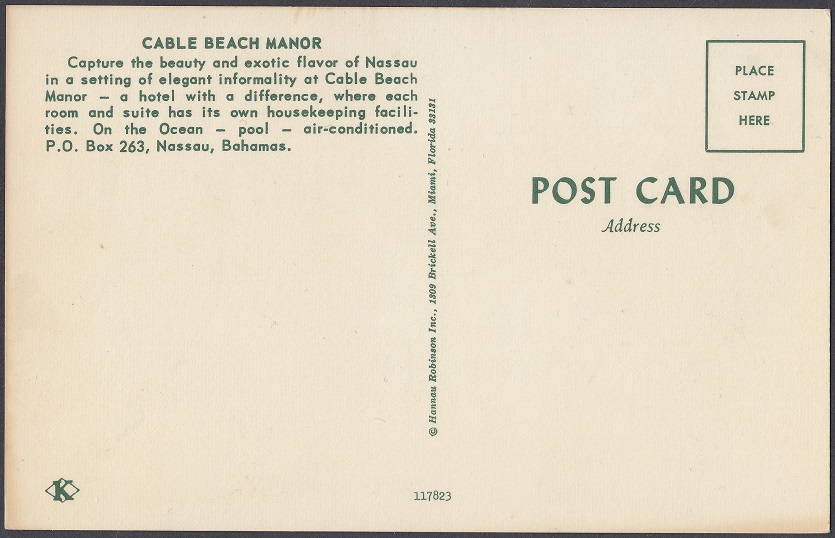 CABLE BEACH MANOR
Capture the beauty and exotic flavor of Nassau
in a setting of elegant informality at Cable Beach
Manor — a hotel with a difference, where each
room and suite has its own housekeeping facili-
ties. On the Ocean — pool — air-conditioned.
P.O. Box 263, Nassau, Bahamas.
© Hannau Robinson Inc., 1809 Brickell Ave., Miami, Florida 33131
PLACE
STAMP
HERE
POST CARD
Address
K
117823